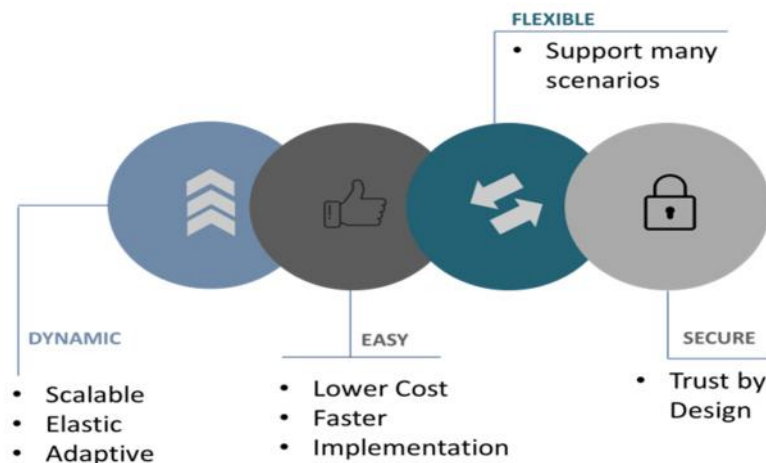 FLEXIBLE
• Support many
scenarios
DYNAMIC
• Scalable
• Elastic
• Adaptive
EASY
• Lower Cost
• Faster
• Implementation
SECURE
• Trust by
Design